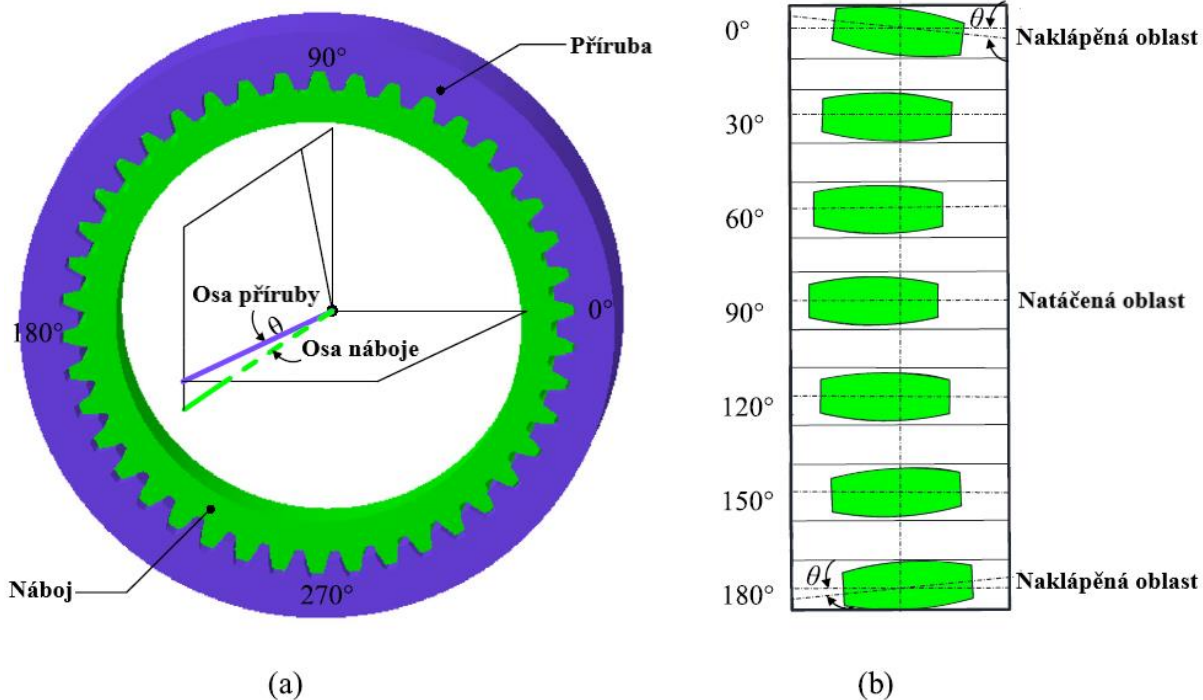 Příruba
90°
Osa příruby
θ
Osa náboje
180°
0°
Náboj
270°
(a)
0°
θ
Naklápěná oblast
30°
60°
90°
Natáčená oblast
120°
150°
180°
θ
Naklápěná oblast
(b)